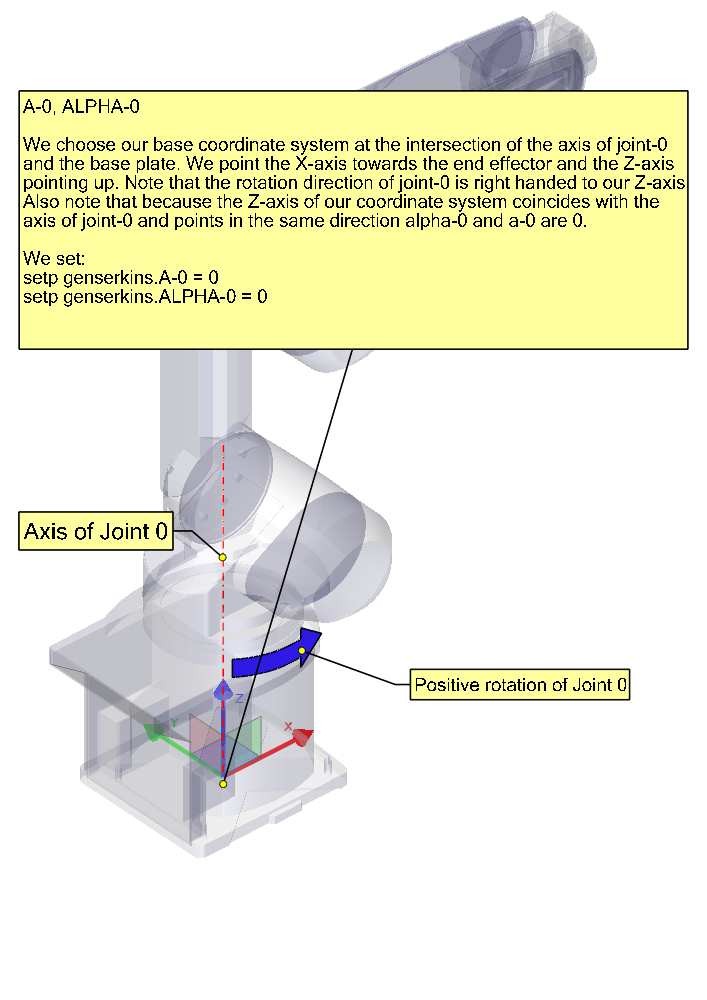 A-0, ALPHA-0
We choose our base coordinate system at the intersection of the axis of joint-0
and the base plate. We point the X-axis towards the end effector and the Z-axis
pointing up. Note that the rotation direction of joint-0 is right handed to our Z-axis
Also note that because the Z-axis of our coordinate system coincides with the
axis of joint-0 and points in the same direction alpha-0 and a-0 are 0.
We set:
setp genserkins.A-0 = 0
setp genserkins.ALPHA-0 = 0
Axis of Joint 0
Positive rotation of Joint 0
Z
Y
X